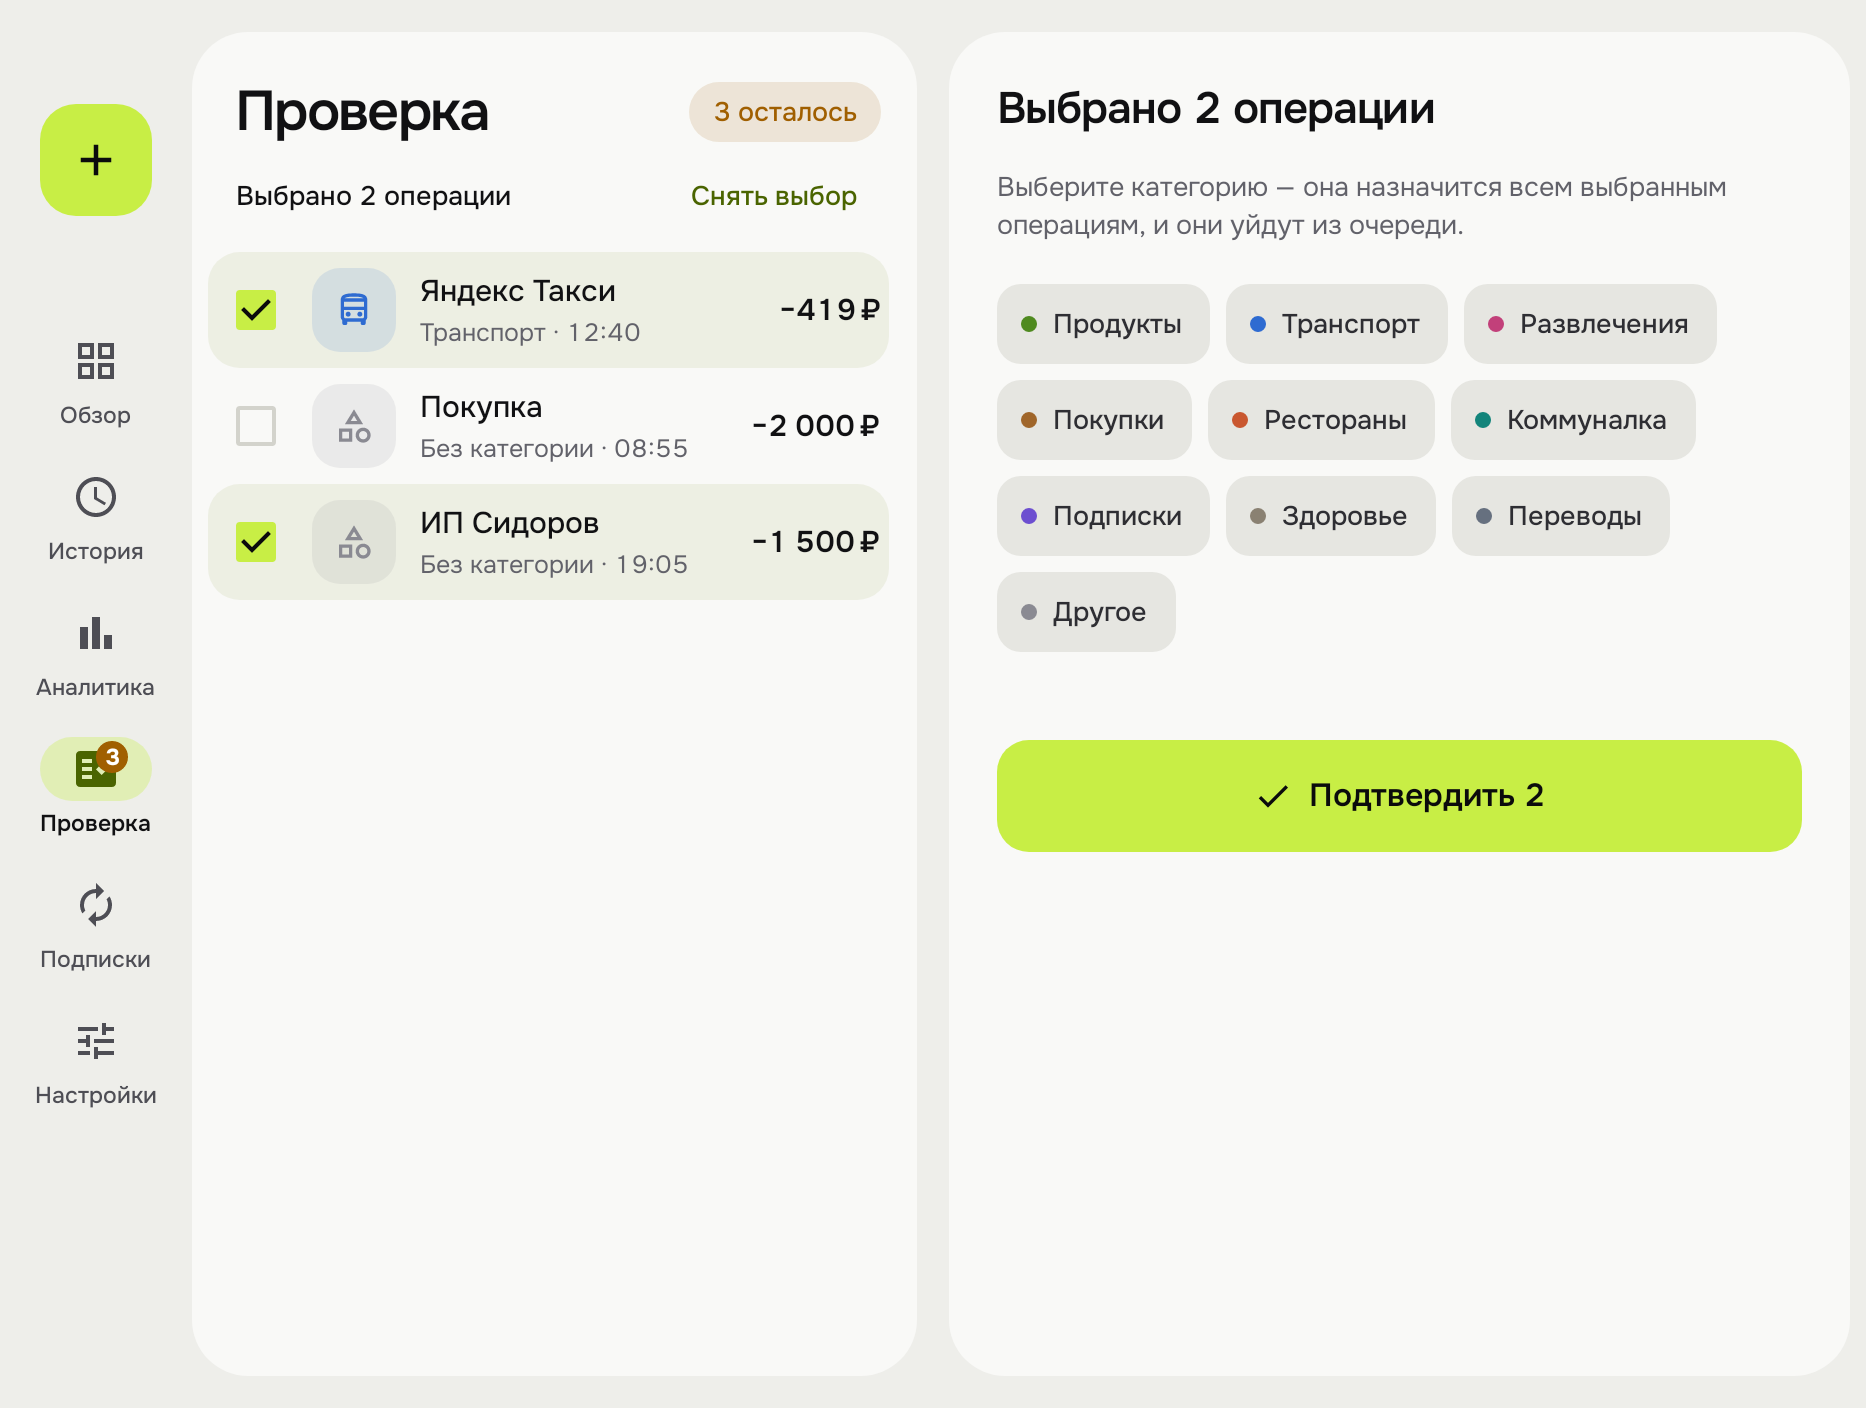 Обзор
История
Аналитика
3
Проверка
Подписки
Настройки
Проверка
3 осталось
Выбрано 2 операции
Снять выбор
Яндекс Такси
Транспорт · 12:40
−419 ₽
Покупка
Без категории · 08:55
−2 000 ₽
ИП Сидоров
Без категории · 19:05
−1 500 ₽
Выбрано 2 операции
Выберите категорию — она назначится всем выбранным
операциям, и они уйдут из очереди.
Продукты
Транспорт
Развлечения
Покупки
Рестораны
Коммуналка
Подписки
Здоровье
Переводы
Другое
Подтвердить 2